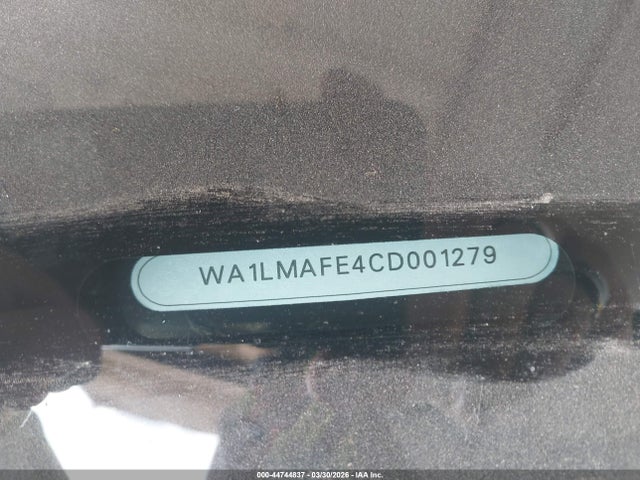 WA1LMAFE4CD001279
000-44744837 - 03/30/2026 - IAA Inc.